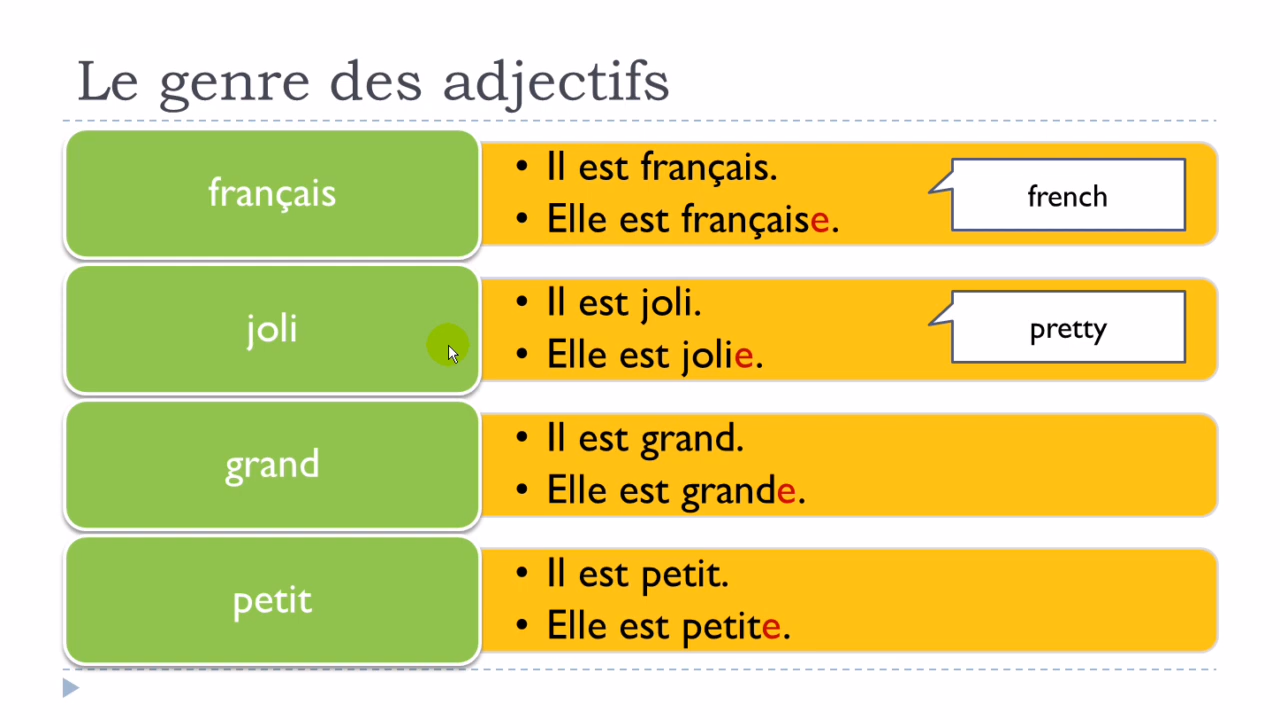 Le genre des adjectifs
français
• Il est français.
• Elle est française.
french
joli
• Il est joli.
• Elle est jolie.
pretty
grand
• Il est grand.
• Elle est grande.
petit
• Il est petit.
• Elle est petite.